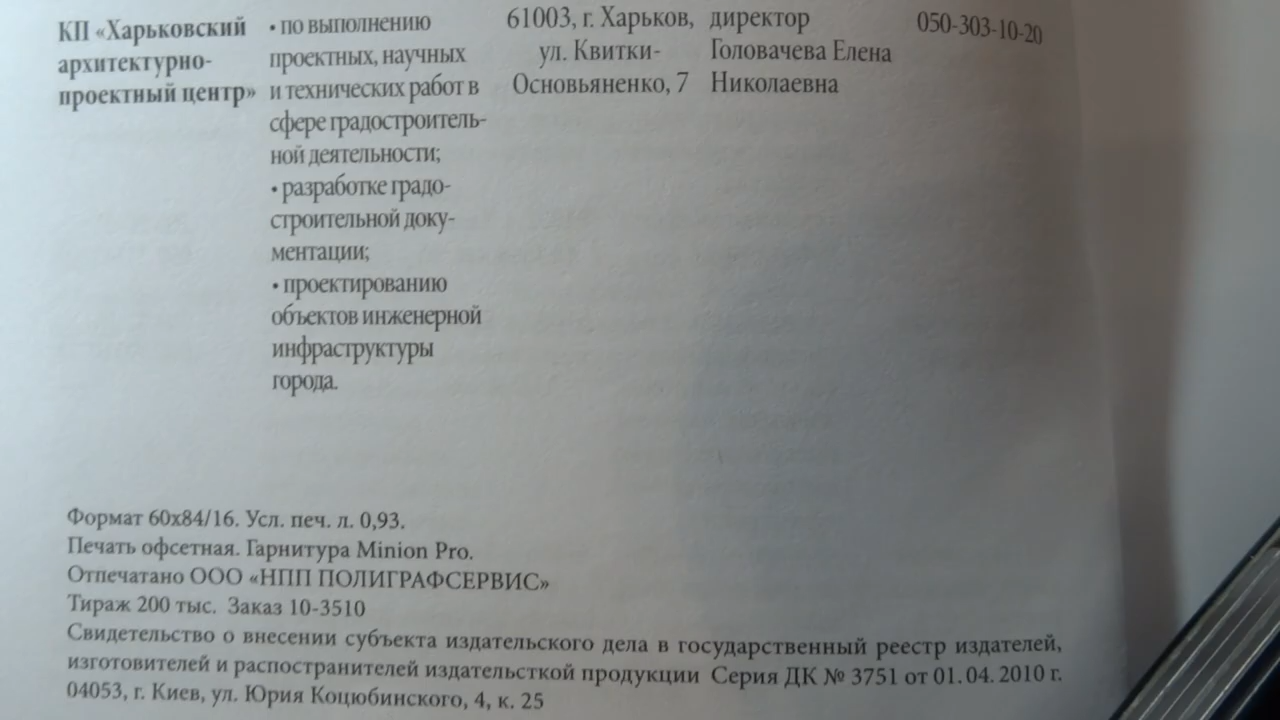 КП «Харьковский
архитектурно-
проектный центр»
• по выполнению
проектных, научных
и технических работ в
сфере градостроитель-
ной деятельности;
• разработке градо-
строительной доку-
ментации;
• проектированию
объектов инженерной
инфраструктуры
города.
61003, г. Харьков,
ул. Квитки-
Основьяненко, 7
директор
Головачева Елена
Николаевна
050-303-10-20
Формат 60х84/16. Усл. печ. л. 0,93.
Печать офсетная. Гарнитура Minion Pro.
Отпечатано ООО «НПП ПОЛИГРАФСЕРВИС»
Тираж 200 тыс. Заказ 10-3510
Свидетельство о внесении субъекта издательского дела в государственный реестр издателей,
изготовителей и распостранителей издательсткой продукции Серия ДК № 3751 от 01. 04. 2010 г.
04053, г. Киев, ул. Юрия Коцюбинского, 4, к. 25